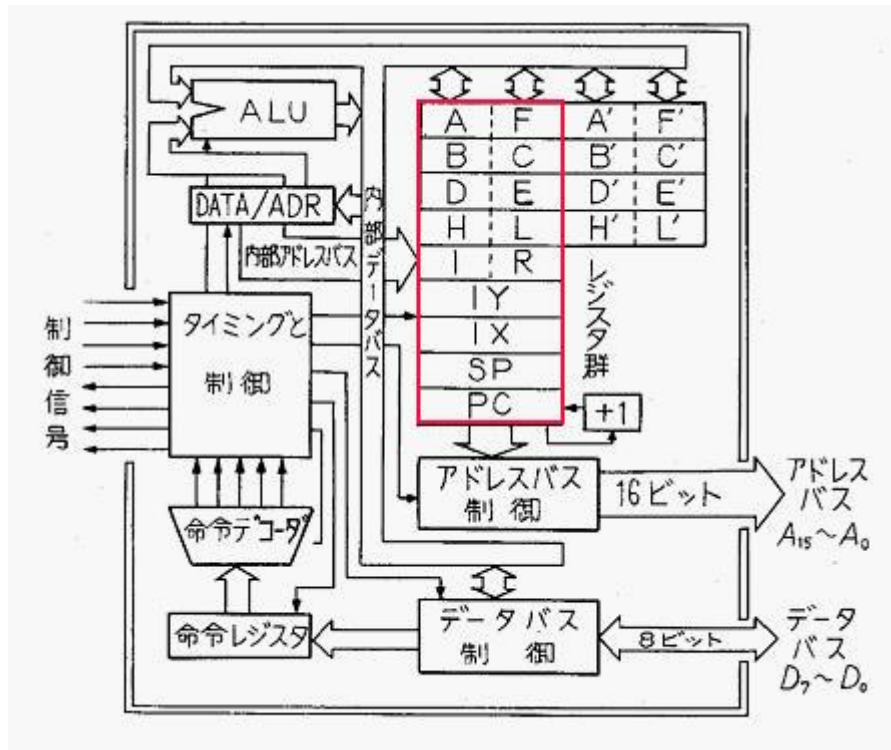 ALU
A F A′ F′
B C B′ C′
D E D′ E′
H L H′ L′
I R
IY
IX
SP
PC
+1
レジスタ群
DATA/ADR
内部アドレスバス
内部データバス
制御信号
タイミングと
制御
命令デコーダ
命令レジスタ
アドレスバス
制御
16ビット
アドレス
バス
A₁₅～A₀
データバス
制御
8ビット
データ
バス
D₇～D₀